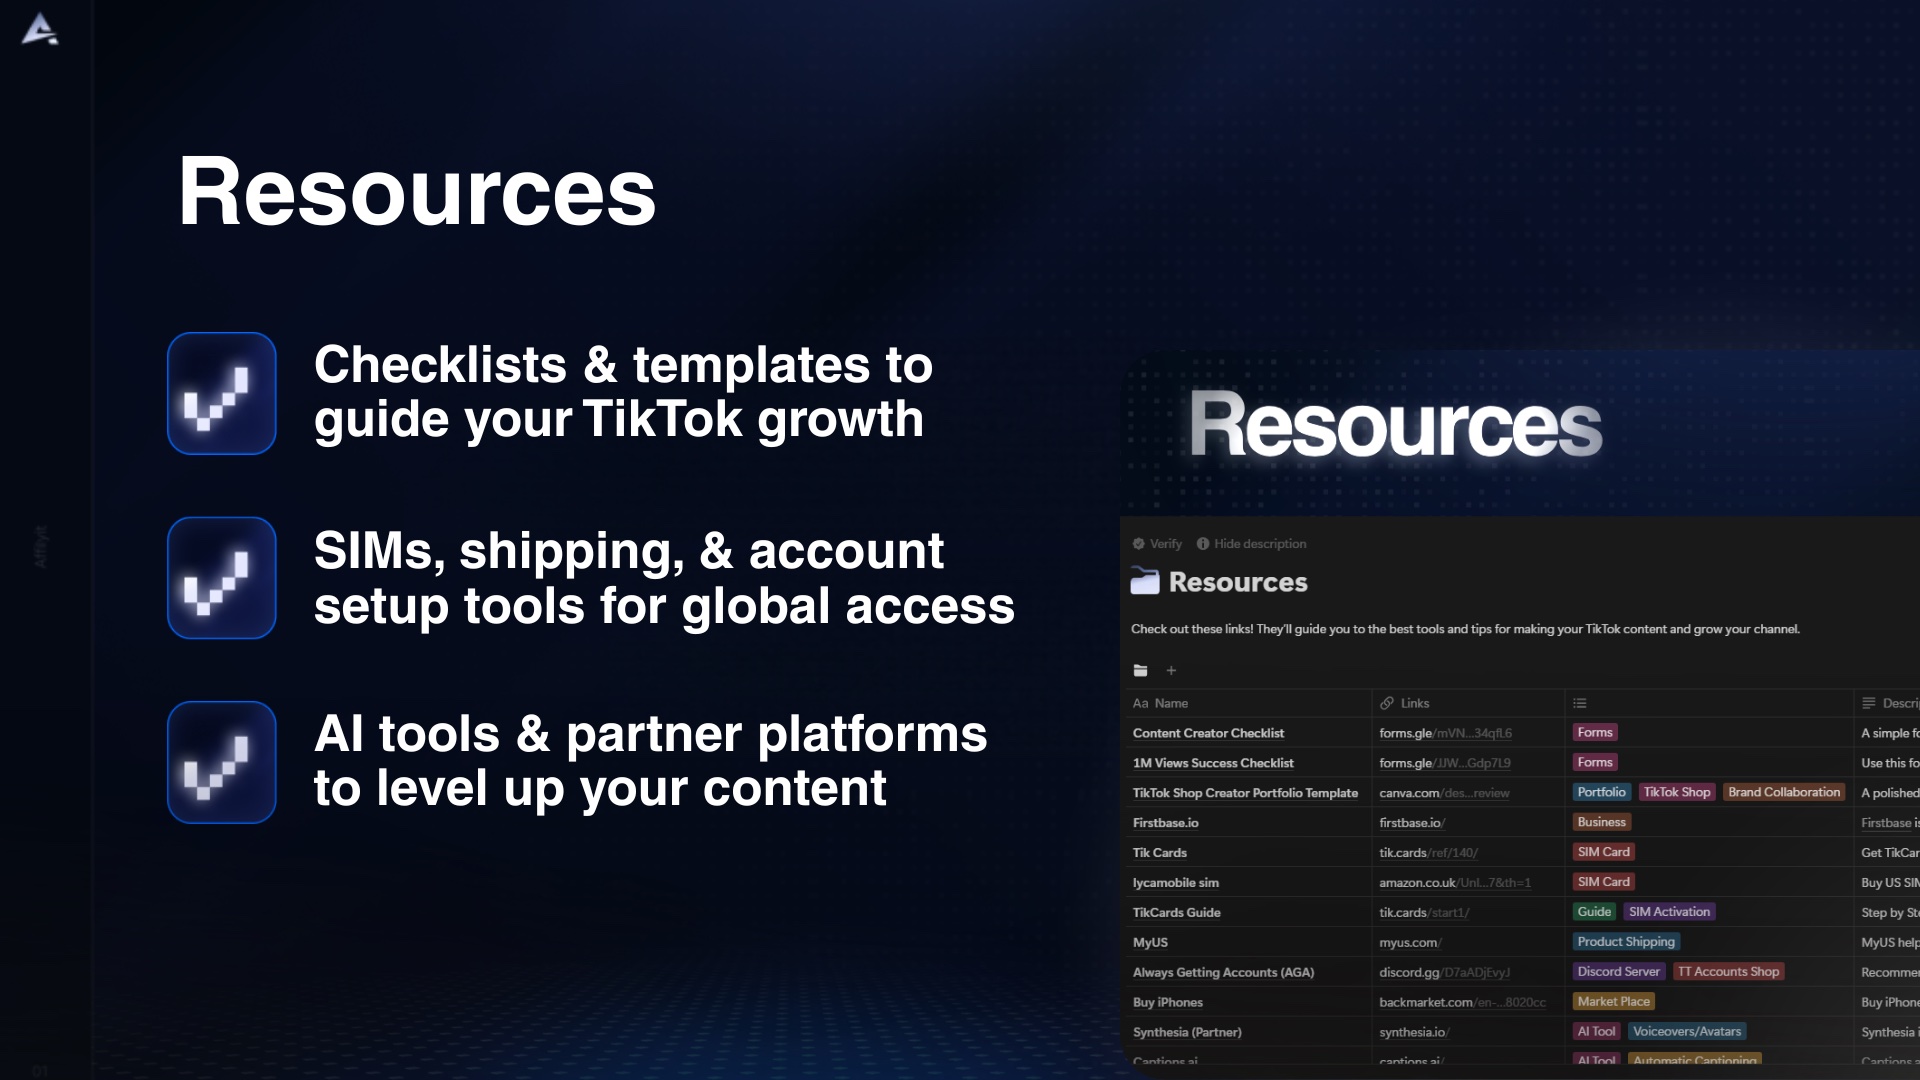 Resources
Checklists & templates to
guide your TikTok growth
SIMs, shipping, & account
setup tools for global access
AI tools & partner platforms
to level up your content
Affilyit
01
Resources
Verify Hide description
Resources
Check out these links! They'll guide you to the best tools and tips for making your TikTok content and grow your channel.
+
Aa Name Links
Content Creator Checklist forms.gle/mVN...34qfL6 Forms A simple
1M Views Success Checklist forms.gle/JJW...Gdp7L9 Forms Use this
TikTok Shop Creator Portfolio Template canva.com/des...review Portfolio TikTok Shop Brand Collaboration A polished
Firstbase.io firstbase.io/ Business Firstbase
Tik Cards tik.cards/ref/140/ SIM Card Get TikCar
lycamobile sim amazon.co.uk/Unl...7&th=1 SIM Card Buy US SIM
TikCards Guide tik.cards/start1/ Guide SIM Activation Step by
MyUS myus.com/ Product Shipping MyUS help
Always Getting Accounts (AGA) discord.gg/D7aADjEvyJ Discord Server TT Accounts Shop Recommen
Buy iPhones backmarket.com/en-...8020cc Market Place Buy iPhone
Synthesia (Partner) synthesia.io/ AI Tool Voiceovers/Avatars Synthesia
Captions.ai captions.ai/ AI Tool Automatic Captioning Captions